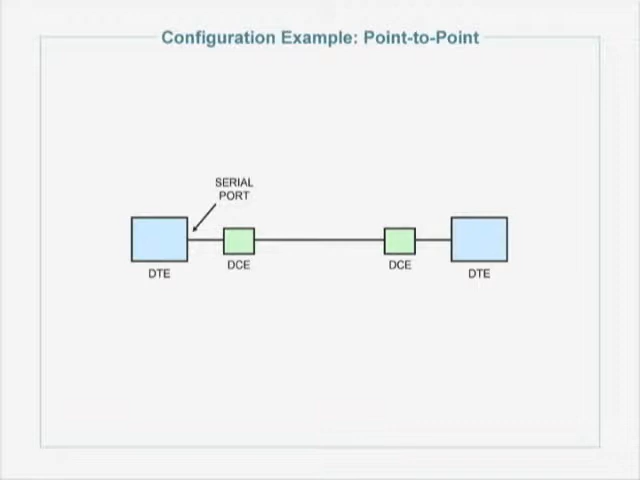 Configuration Example: Point-to-Point
SERIAL
PORT
DTE
DCE
DCE
DTE